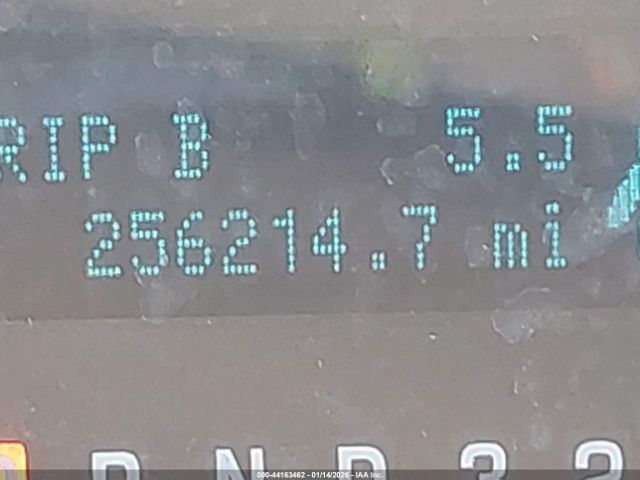 RIP B 5.5
256214.7 mi
R N D 3 2
000-44163462 - 01/14/2026 - IAA Inc.